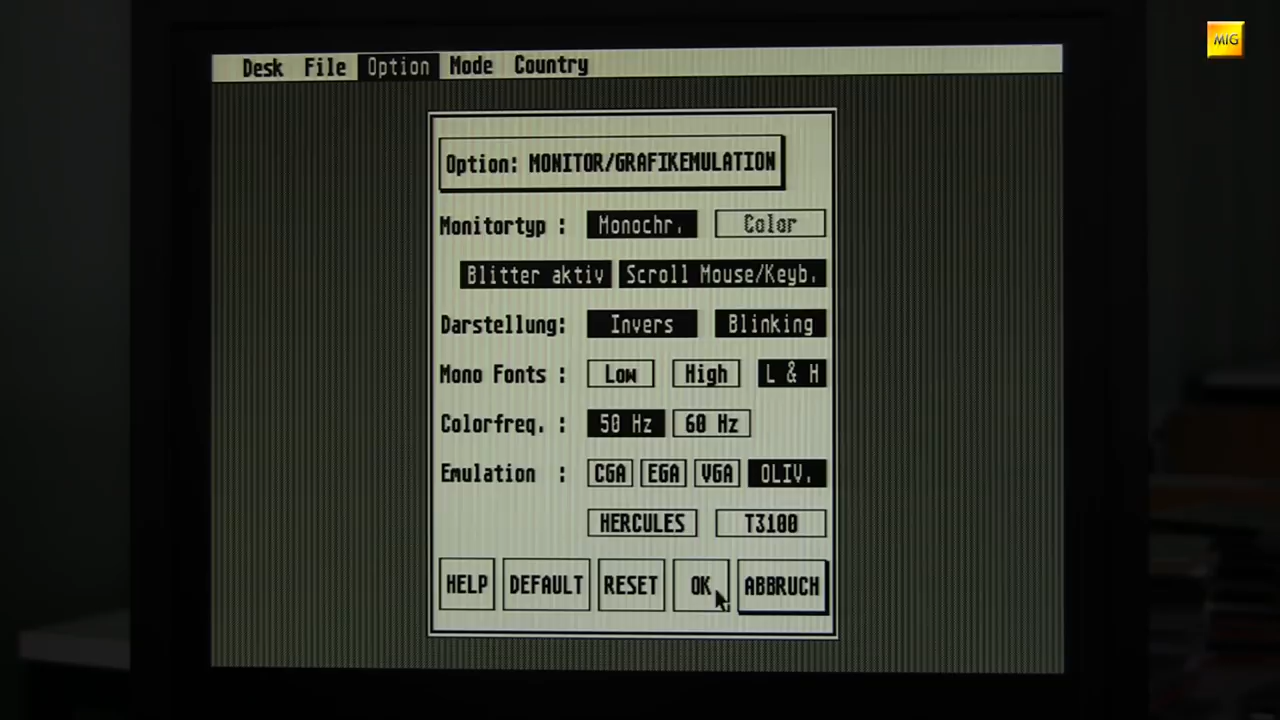 MIG
Desk File Option Mode Country
Option: MONITOR/GRAFIKEMULATION
Monitortyp : Monochr. Color
Blitter aktiv Scroll Mouse/Keyb.
Darstellung: Invers Blinking
Mono Fonts : Low High L & H
Colorfreq. : 50 Hz 60 Hz
Emulation : CGA EGA VGA OLIV.
HERCULES T3100
HELP DEFAULT RESET OK ABBRUCH